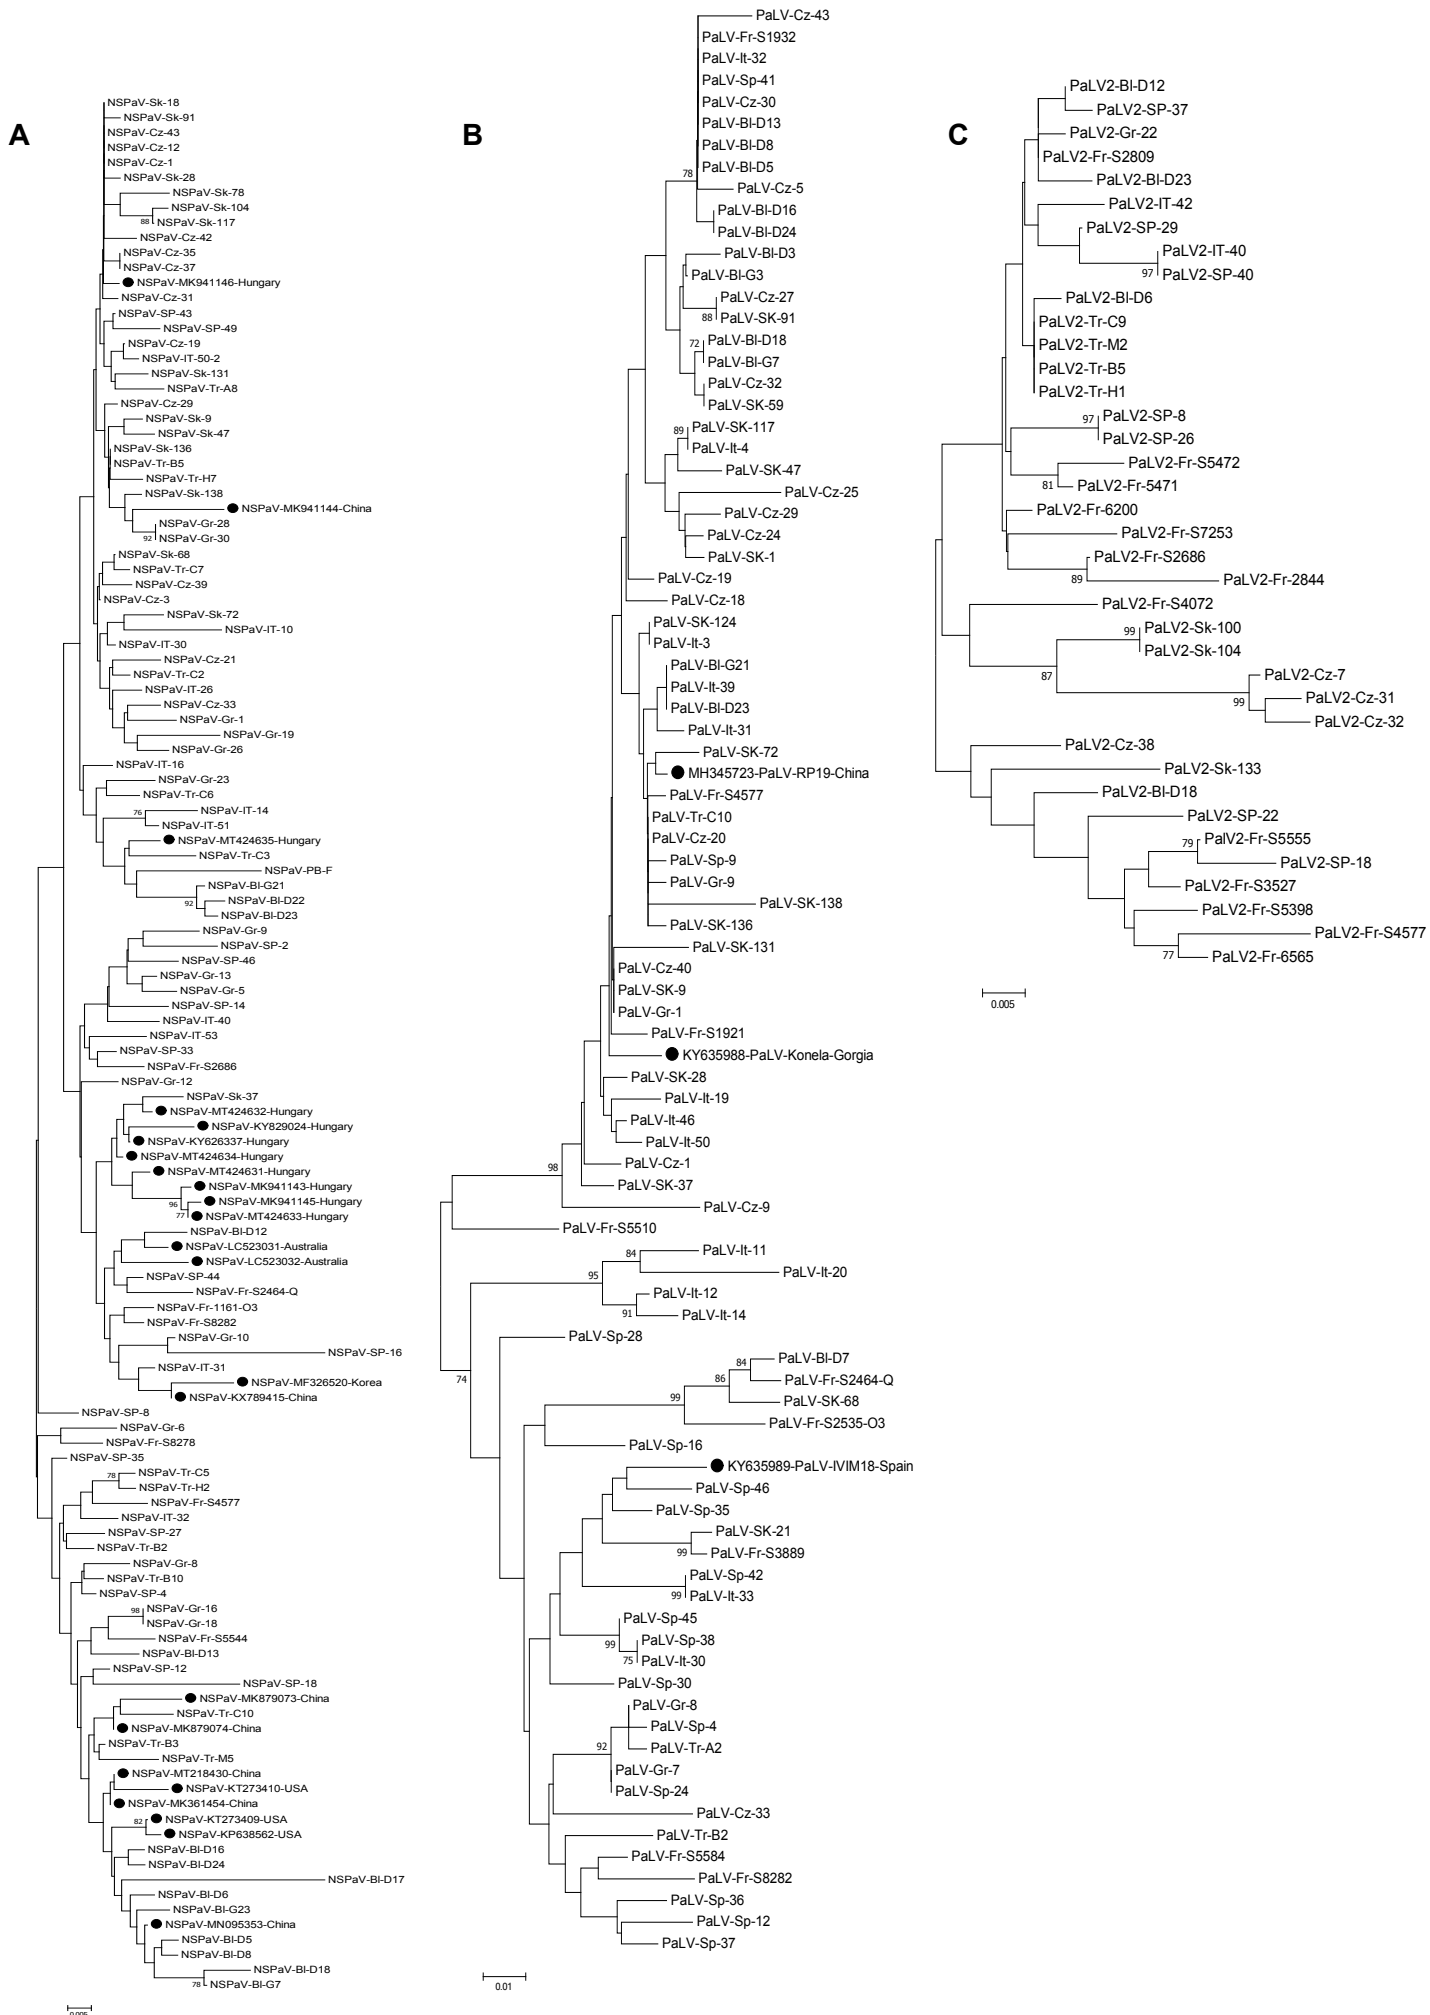 A
NSPaV-Sk-18
NSPaV-Sk-91
NSPaV-Cz-43
NSPaV-Cz-12
NSPaV-Cz-1
NSPaV-Sk-28
NSPaV-Sk-78
NSPaV-Sk-104
88
NSPaV-Sk-117
NSPaV-Cz-42
NSPaV-Cz-35
NSPaV-Cz-37
NSPaV-MK941146-Hungary
NSPaV-Cz-31
NSPaV-SP-43
NSPaV-SP-49
NSPaV-Cz-19
NSPaV-IT-50-2
NSPaV-Sk-131
NSPaV-Tr-A8
NSPaV-Cz-29
NSPaV-Sk-9
NSPaV-Sk-47
NSPaV-Sk-136
NSPaV-Tr-B5
NSPaV-Tr-H7
NSPaV-Sk-138
NSPaV-MK941144-China
NSPaV-Gr-28
92
NSPaV-Gr-30
NSPaV-Sk-68
NSPaV-Tr-C7
NSPaV-Cz-39
NSPaV-Cz-3
NSPaV-Sk-72
NSPaV-IT-10
NSPaV-IT-30
NSPaV-Cz-21
NSPaV-Tr-C2
NSPaV-IT-26
NSPaV-Cz-33
NSPaV-Gr-1
NSPaV-Gr-19
NSPaV-Gr-26
NSPaV-IT-16
NSPaV-Gr-23
NSPaV-Tr-C6
76
NSPaV-IT-14
NSPaV-IT-51
NSPaV-MT424635-Hungary
NSPaV-Tr-C3
NSPaV-PB-F
NSPaV-Bl-G21
92
NSPaV-Bl-D22
NSPaV-Bl-D23
NSPaV-Gr-9
NSPaV-SP-2
NSPaV-SP-46
NSPaV-Gr-13
NSPaV-Gr-5
NSPaV-SP-14
NSPaV-IT-40
NSPaV-IT-53
NSPaV-SP-33
NSPaV-Fr-S2686
NSPaV-Gr-12
NSPaV-Sk-37
NSPaV-MT424632-Hungary
NSPaV-KY829024-Hungary
NSPaV-KY626337-Hungary
NSPaV-MT424634-Hungary
NSPaV-MT424631-Hungary
NSPaV-MK941143-Hungary
96
NSPaV-MK941145-Hungary
77
NSPaV-MT424633-Hungary
NSPaV-Bl-D12
NSPaV-LC523031-Australia
NSPaV-LC523032-Australia
NSPaV-SP-44
NSPaV-Fr-S2464-Q
NSPaV-Fr-1161-O3
NSPaV-Fr-S8282
NSPaV-Gr-10
NSPaV-SP-16
NSPaV-IT-31
NSPaV-MF326520-Korea
NSPaV-KX789415-China
NSPaV-SP-8
NSPaV-Gr-6
NSPaV-Fr-S8278
NSPaV-SP-35
78
NSPaV-Tr-C5
NSPaV-Tr-H2
NSPaV-Fr-S4577
NSPaV-IT-32
NSPaV-SP-27
NSPaV-Tr-B2
NSPaV-Gr-8
NSPaV-Tr-B10
NSPaV-SP-4
98
NSPaV-Gr-16
NSPaV-Gr-18
NSPaV-Fr-S5544
NSPaV-Bl-D13
NSPaV-SP-12
NSPaV-SP-18
NSPaV-MK879073-China
NSPaV-Tr-C10
NSPaV-MK879074-China
NSPaV-Tr-B3
NSPaV-Tr-M5
NSPaV-MT218430-China
NSPaV-KT273410-USA
NSPaV-MK361454-China
82
NSPaV-KT273409-USA
NSPaV-KP638562-USA
NSPaV-Bl-D16
NSPaV-Bl-D24
NSPaV-Bl-D17
NSPaV-Bl-D6
NSPaV-Bl-G23
NSPaV-MN095353-China
NSPaV-Bl-D5
NSPaV-Bl-D8
NSPaV-Bl-D18
78
NSPaV-Bl-G7
0.005
B
PaLV-Cz-43
PaLV-Fr-S1932
PaLV-It-32
PaLV-Sp-41
PaLV-Cz-30
PaLV-Bl-D13
PaLV-Bl-D8
PaLV-Bl-D5
78
PaLV-Cz-5
PaLV-Bl-D16
PaLV-Bl-D24
PaLV-Bl-D3
PaLV-Bl-G3
PaLV-Cz-27
88
PaLV-SK-91
72
PaLV-Bl-D18
PaLV-Bl-G7
PaLV-Cz-32
PaLV-SK-59
89
PaLV-SK-117
PaLV-It-4
PaLV-SK-47
PaLV-Cz-25
PaLV-Cz-29
PaLV-Cz-24
PaLV-SK-1
PaLV-Cz-19
PaLV-Cz-18
PaLV-SK-124
PaLV-It-3
PaLV-Bl-G21
PaLV-It-39
PaLV-Bl-D23
PaLV-It-31
PaLV-SK-72
MH345723-PaLV-RP19-China
PaLV-Fr-S4577
PaLV-Tr-C10
PaLV-Cz-20
PaLV-Sp-9
PaLV-Gr-9
PaLV-SK-138
PaLV-SK-136
PaLV-SK-131
PaLV-Cz-40
PaLV-SK-9
PaLV-Gr-1
PaLV-Fr-S1921
KY635988-PaLV-Konela-Gorgia
PaLV-SK-28
PaLV-It-19
PaLV-It-46
PaLV-It-50
98
PaLV-Cz-1
PaLV-SK-37
PaLV-Cz-9
PaLV-Fr-S5510
84
PaLV-It-11
95
PaLV-It-20
PaLV-It-12
91
PaLV-It-14
PaLV-Sp-28
74
84
PaLV-Bl-D7
86
PaLV-Fr-S2464-Q
99
PaLV-SK-68
PaLV-Fr-S2535-O3
PaLV-Sp-16
KY635989-PaLV-IVIM18-Spain
PaLV-Sp-46
PaLV-Sp-35
PaLV-SK-21
99
PaLV-Fr-S3889
PaLV-Sp-42
99
PaLV-It-33
PaLV-Sp-45
99
PaLV-Sp-38
75
PaLV-It-30
PaLV-Sp-30
PaLV-Gr-8
PaLV-Sp-4
92
PaLV-Tr-A2
PaLV-Gr-7
PaLV-Sp-24
PaLV-Cz-33
PaLV-Tr-B2
PaLV-Fr-S5584
PaLV-Fr-S8282
PaLV-Sp-36
PaLV-Sp-12
PaLV-Sp-37
0.01
C
PaLV2-Bl-D12
PaLV2-SP-37
PaLV2-Gr-22
PaLV2-Fr-S2809
PaLV2-Bl-D23
PaLV2-IT-42
PaLV2-SP-29
PaLV2-IT-40
97
PaLV2-SP-40
PaLV2-Bl-D6
PaLV2-Tr-C9
PaLV2-Tr-M2
PaLV2-Tr-B5
PaLV2-Tr-H1
97
PaLV2-SP-8
PaLV2-SP-26
PaLV2-Fr-S5472
81
PaLV2-Fr-5471
PaLV2-Fr-6200
PaLV2-Fr-S7253
PaLV2-Fr-S2686
89
PaLV2-Fr-2844
PaLV2-Fr-S4072
99
PaLV2-Sk-100
PaLV2-Sk-104
87
PaLV2-Cz-7
99
PaLV2-Cz-31
PaLV2-Cz-32
PaLV2-Cz-38
PaLV2-Sk-133
PaLV2-Bl-D18
PaLV2-SP-22
79
PalV2-Fr-S5555
PaLV2-SP-18
PaLV2-Fr-S3527
PaLV2-Fr-S5398
PaLV2-Fr-S4577
77
PaLV2-Fr-6565
0.005